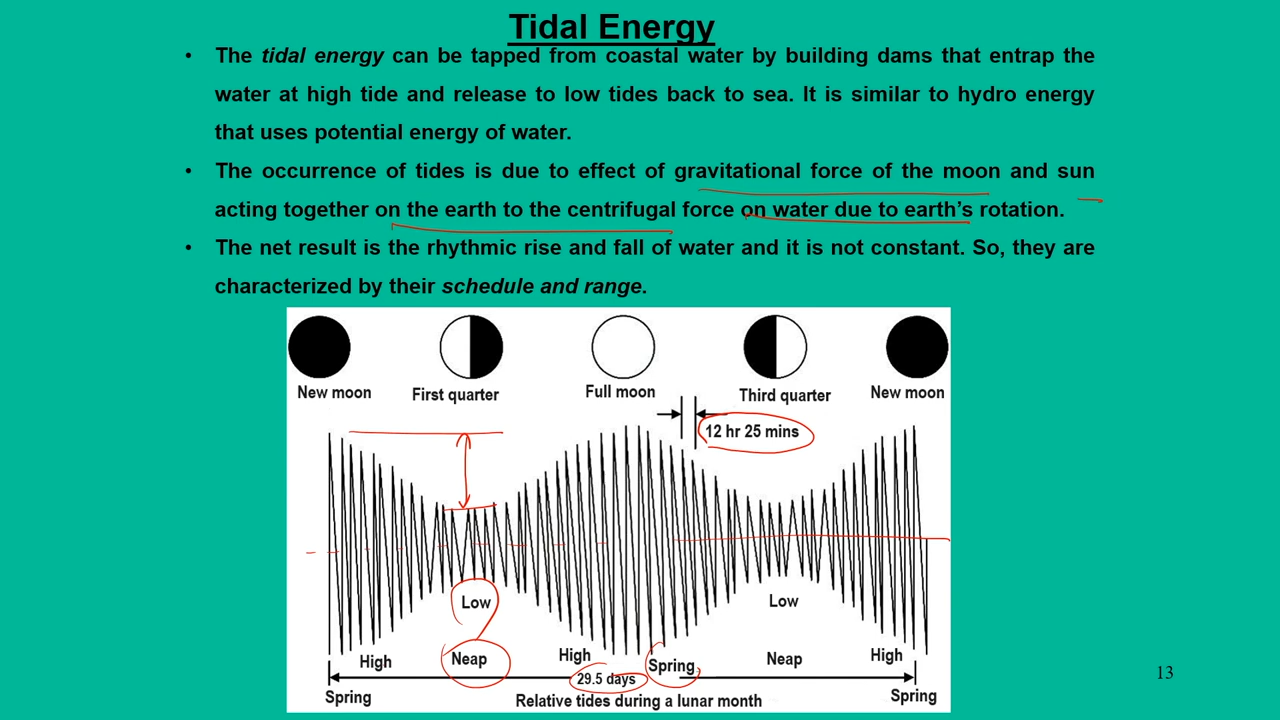 Tidal Energy
• The tidal energy can be tapped from coastal water by building dams that entrap the
water at high tide and release to low tides back to sea. It is similar to hydro energy
that uses potential energy of water.
• The occurrence of tides is due to effect of gravitational force of the moon and sun
acting together on the earth to the centrifugal force on water due to earth’s rotation.
• The net result is the rhythmic rise and fall of water and it is not constant. So, they are
characterized by their schedule and range.
New moon First quarter Full moon Third quarter New moon
12 hr 25 mins
Low Low
High Neap High Spring Neap High
29.5 days
Spring Relative tides during a lunar month Spring
13